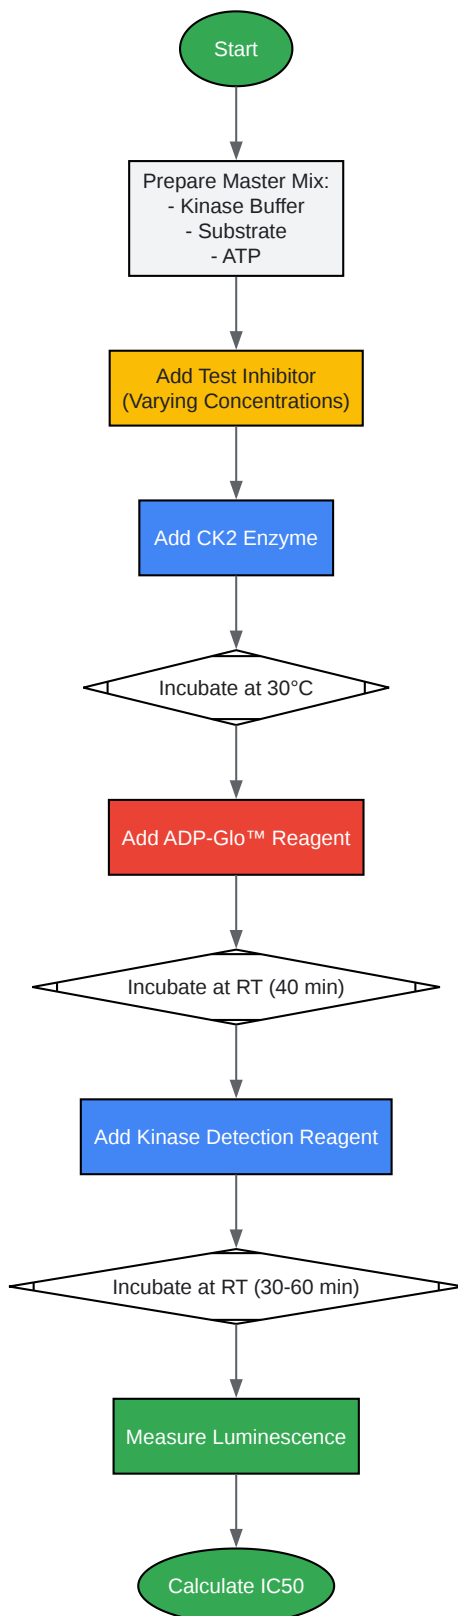 Start
Prepare Master Mix:
- Kinase Buffer
- Substrate
- ATP
Add Test Inhibitor
(Varying Concentrations)
Add CK2 Enzyme
Incubate at 30°C
Add ADP-Glo™ Reagent
Incubate at RT (40 min)
Add Kinase Detection Reagent
Incubate at RT (30-60 min)
Measure Luminescence
Calculate IC50